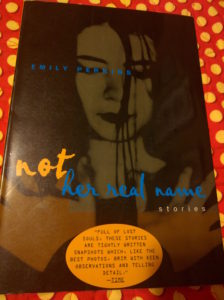 EMILY PERKINS
not
her real name
stories
"FULL OF LOST
SOULS, THESE STORIES
ARE TIGHTLY WRITTEN
SNAPSHOTS WHICH, LIKE
THE BEST PHOTOS, BRIM WITH KEEN
OBSERVATIONS AND TELLING
DETAIL."
—TIME